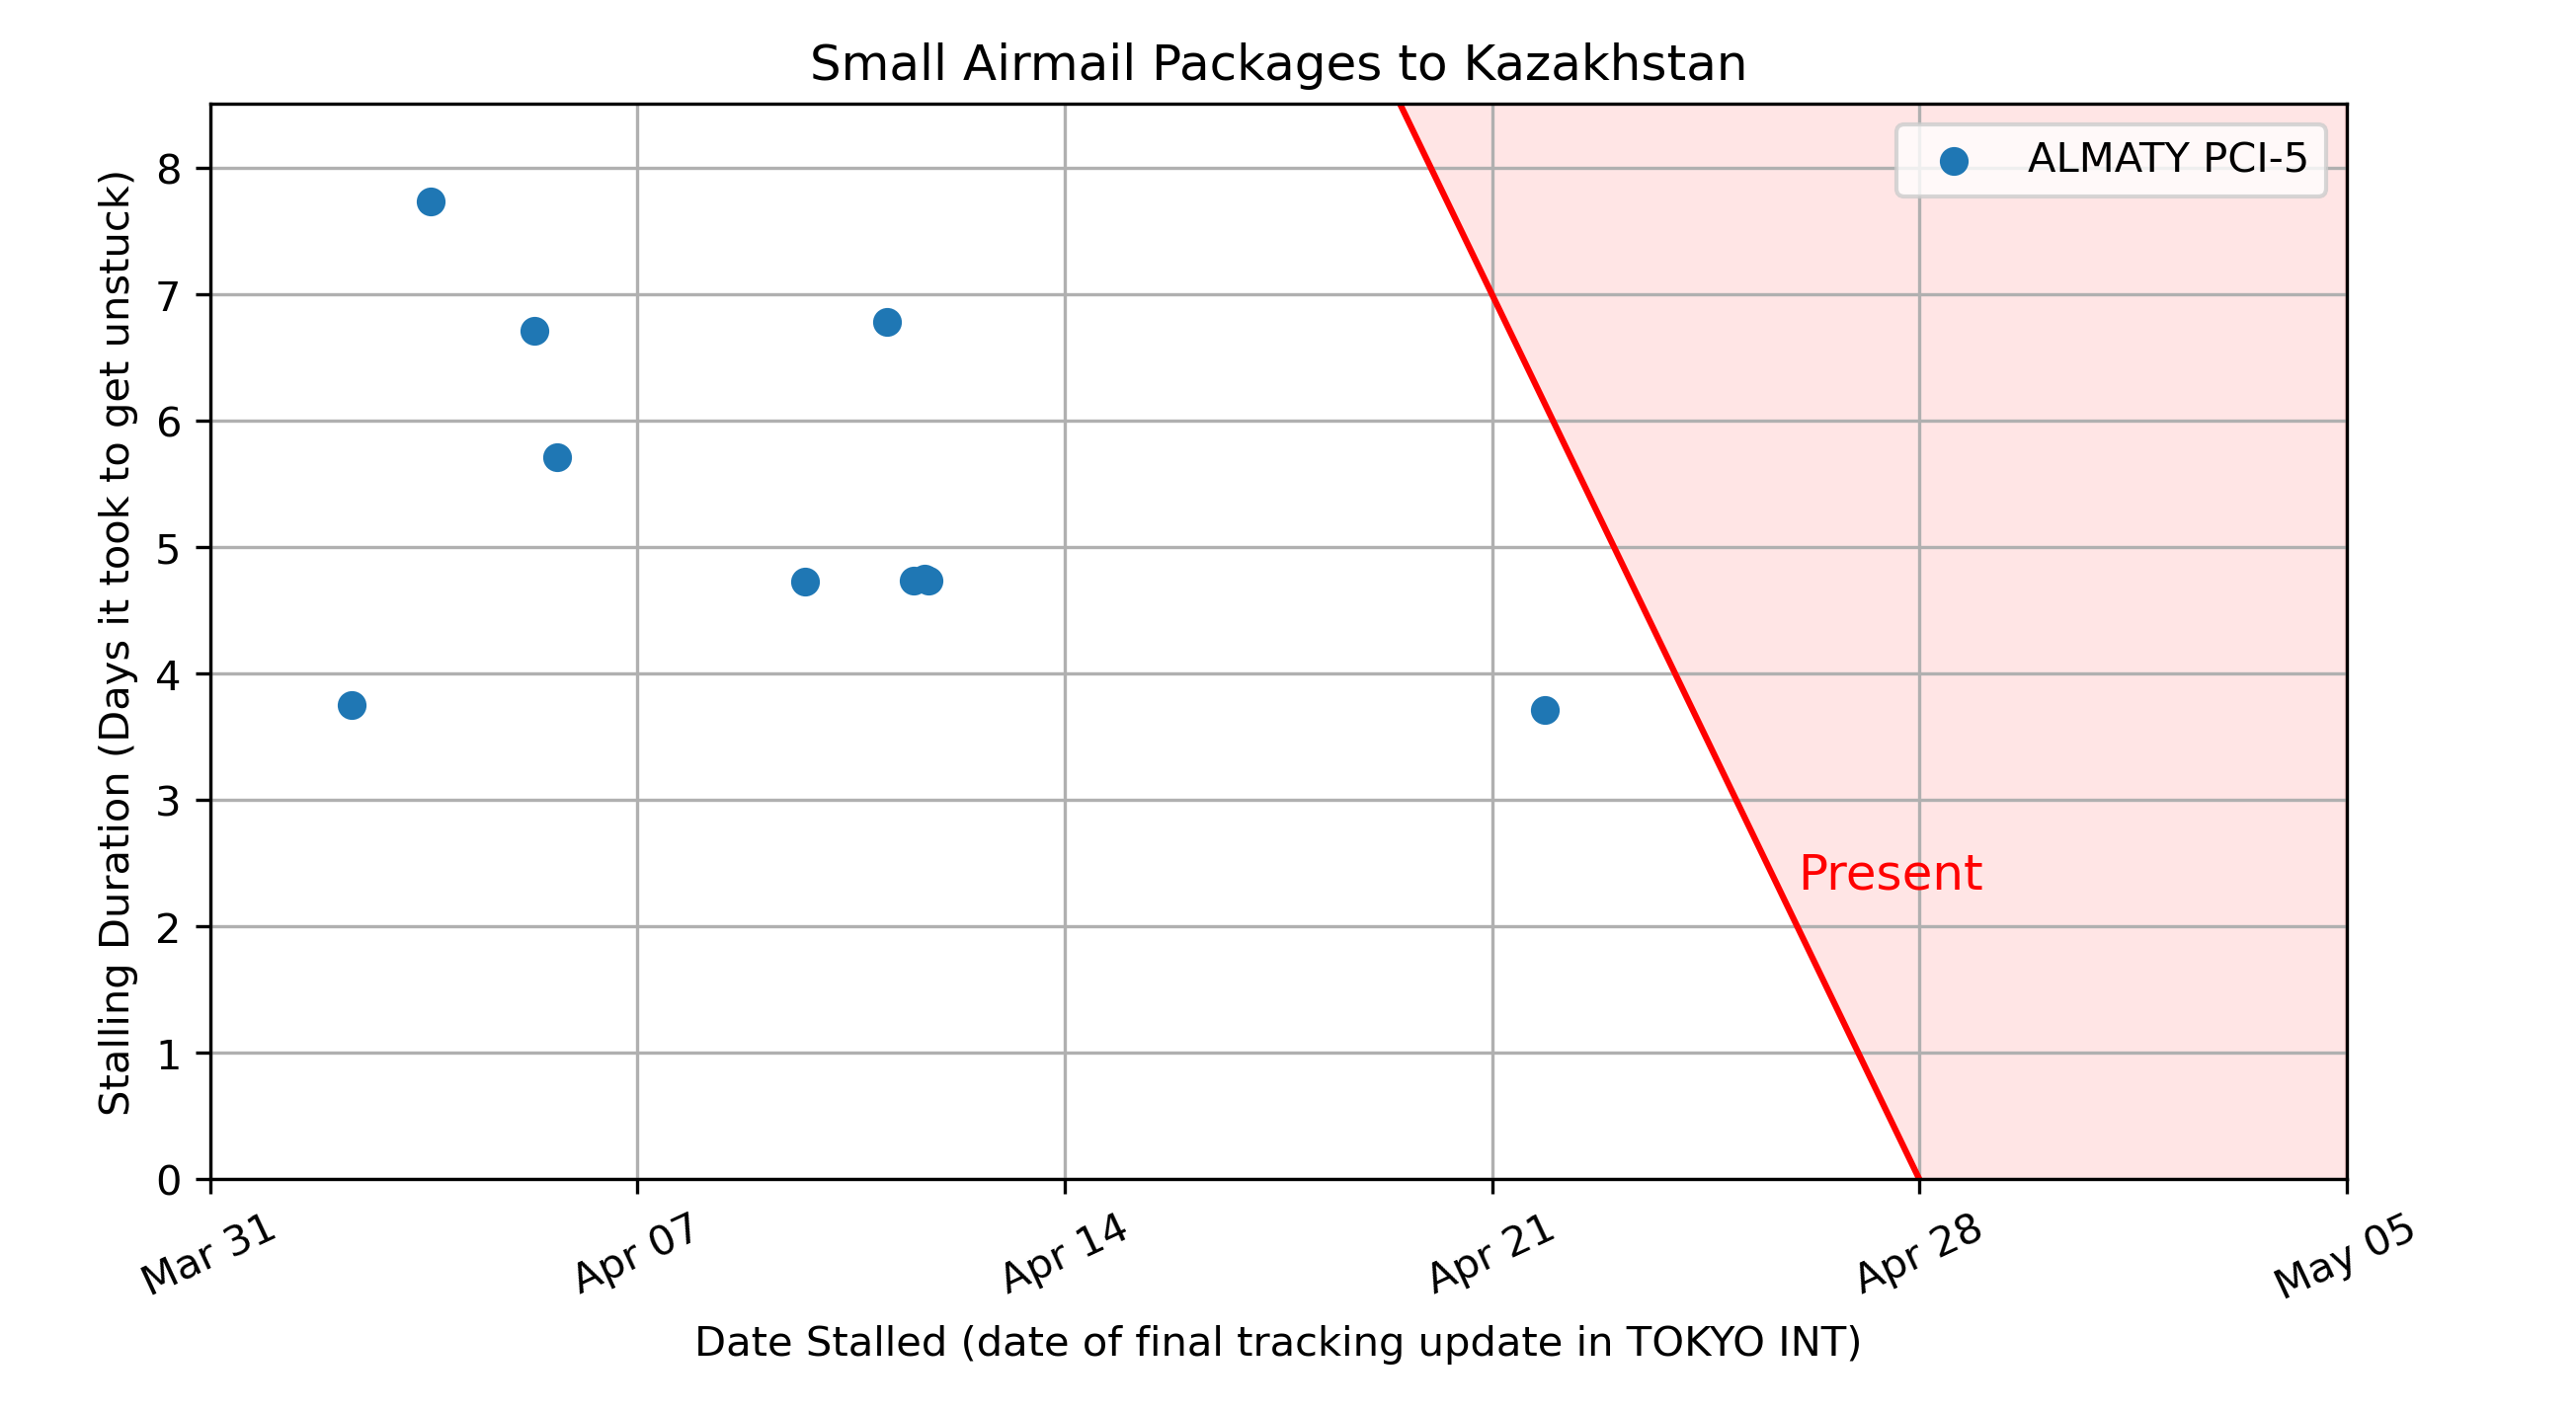 Small Airmail Packages to Kazakhstan
ALMATY PCI-5
Stalling Duration (Days it took to get unstuck)
8
7
6
5
4
3
2
1
0
Present
Mar 31
Apr 07
Apr 14
Apr 21
Apr 28
May 05
Date Stalled (date of final tracking update in TOKYO INT)